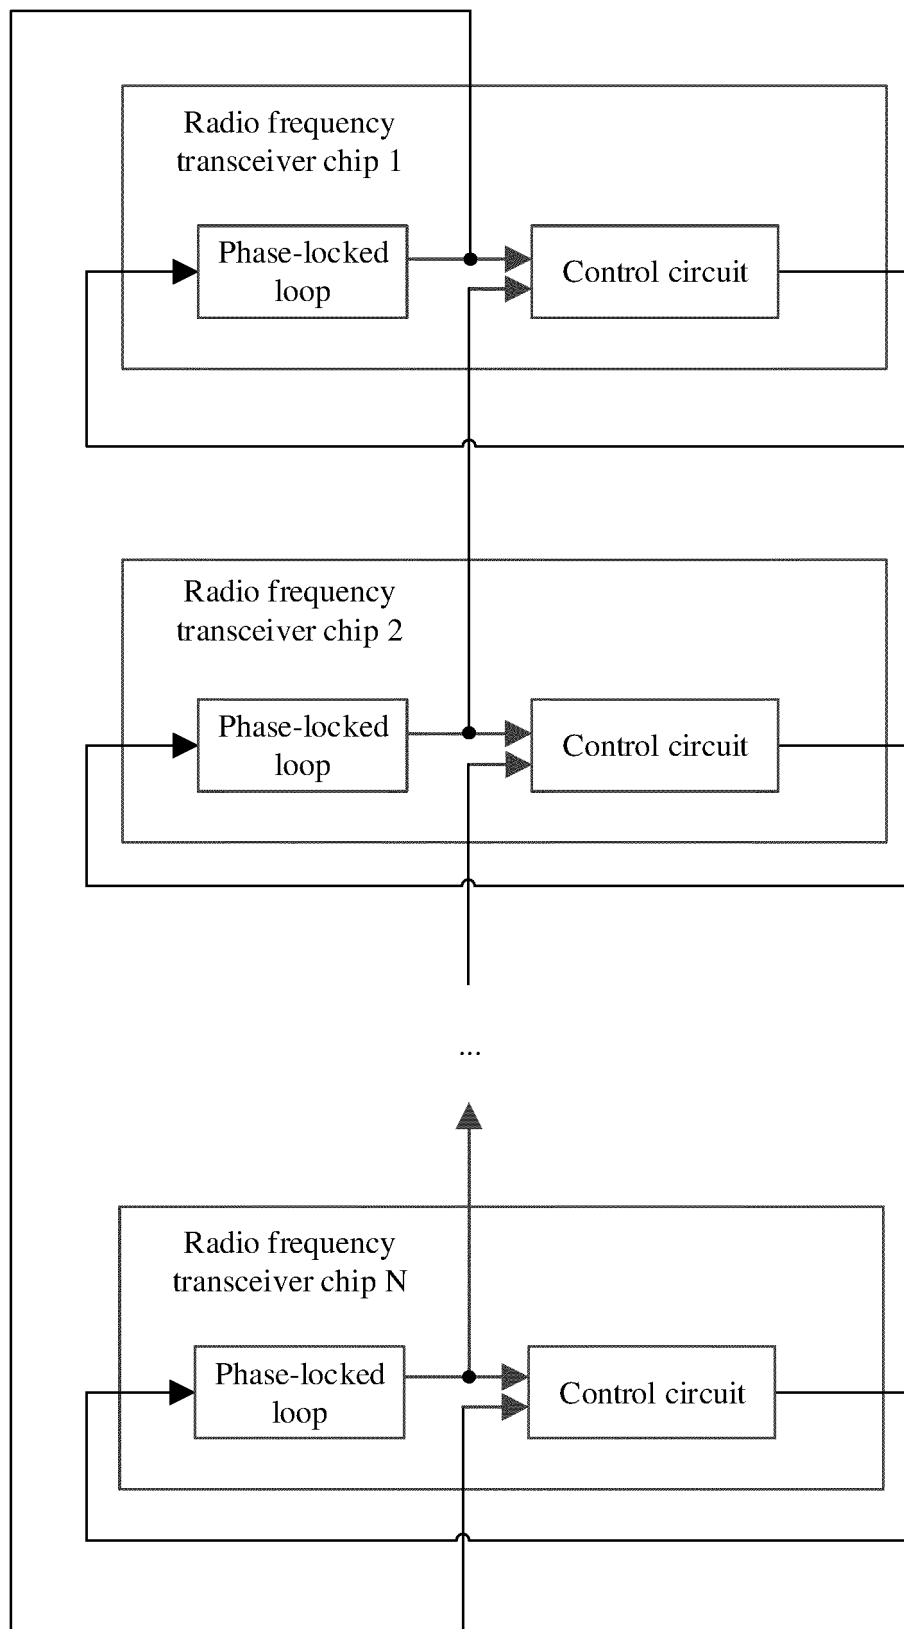 Radio frequency
transceiver chip 1
Phase-locked
loop
Control circuit
Radio frequency
transceiver chip 2
Phase-locked
loop
Control circuit
...
Radio frequency
transceiver chip N
Phase-locked
loop
Control circuit